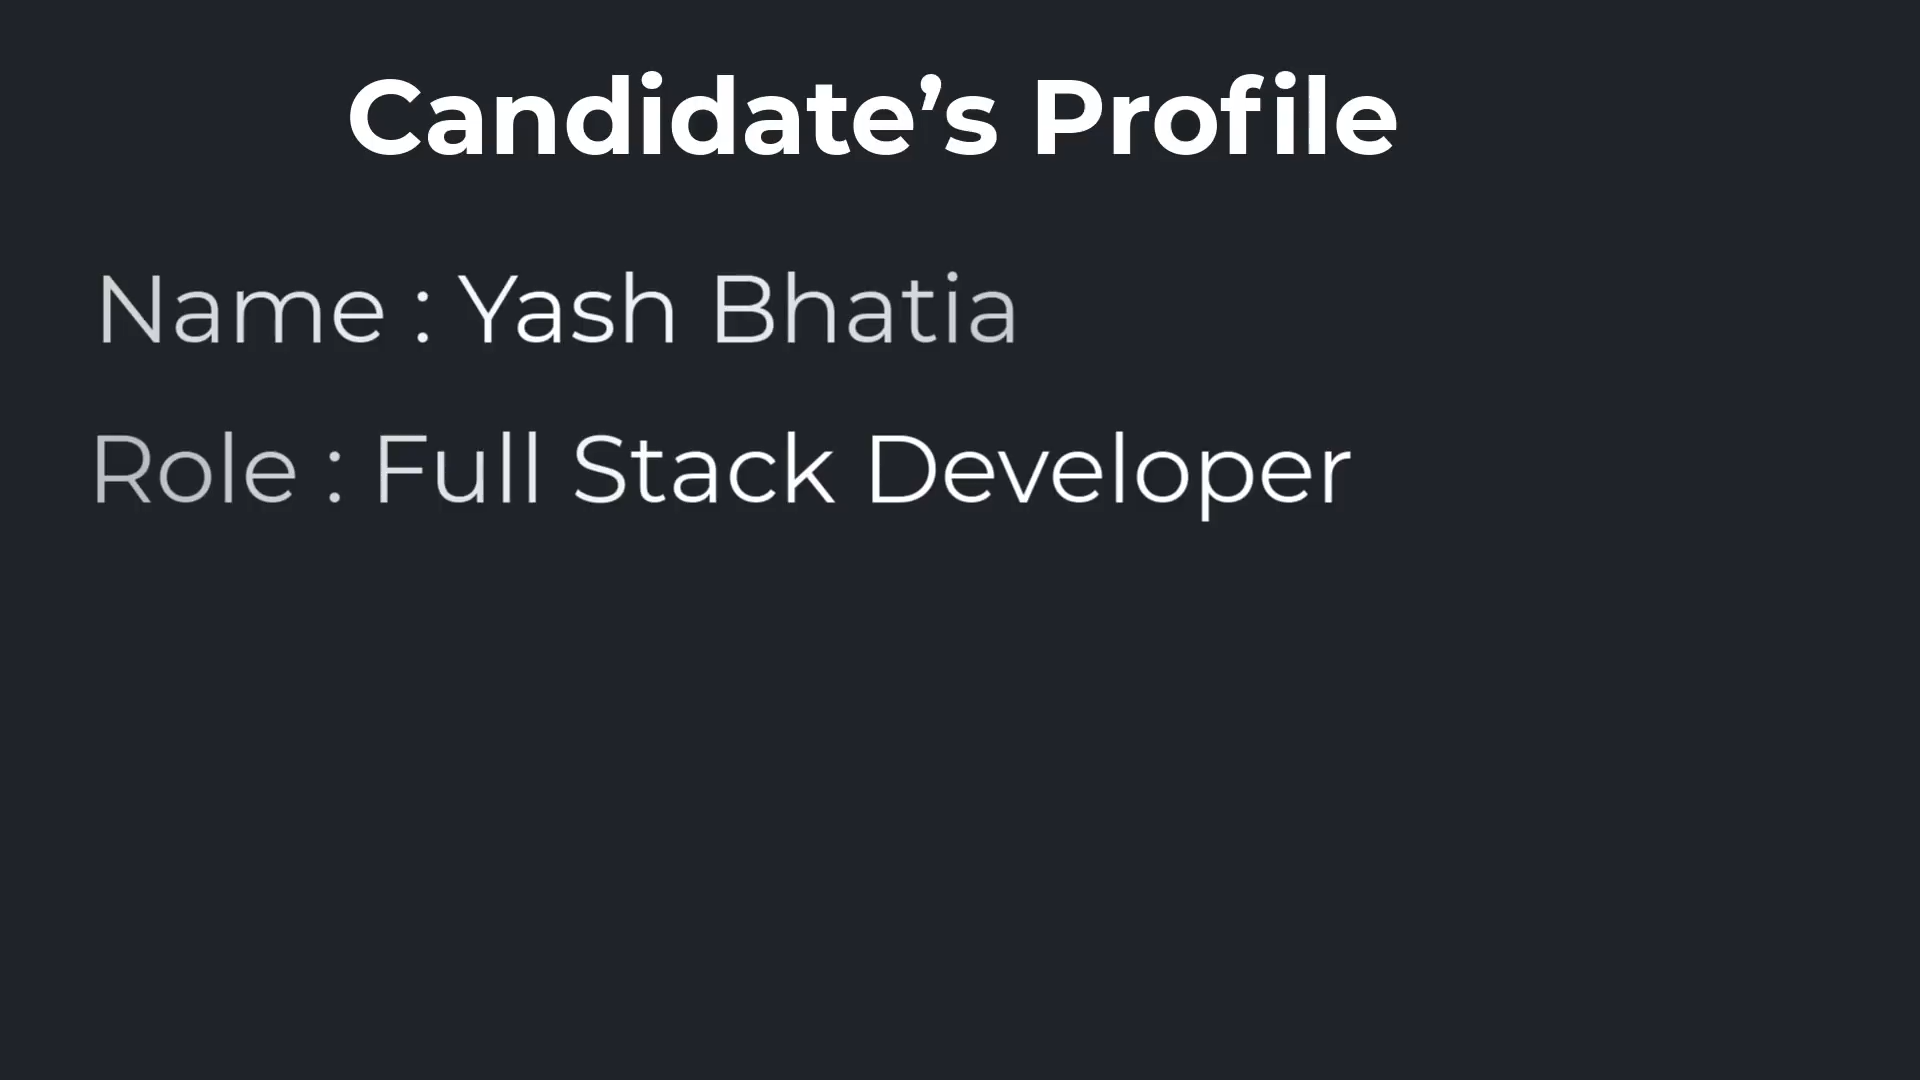 Candidate’s Profile
Name : Yash Bhatia
Role : Full Stack Developer